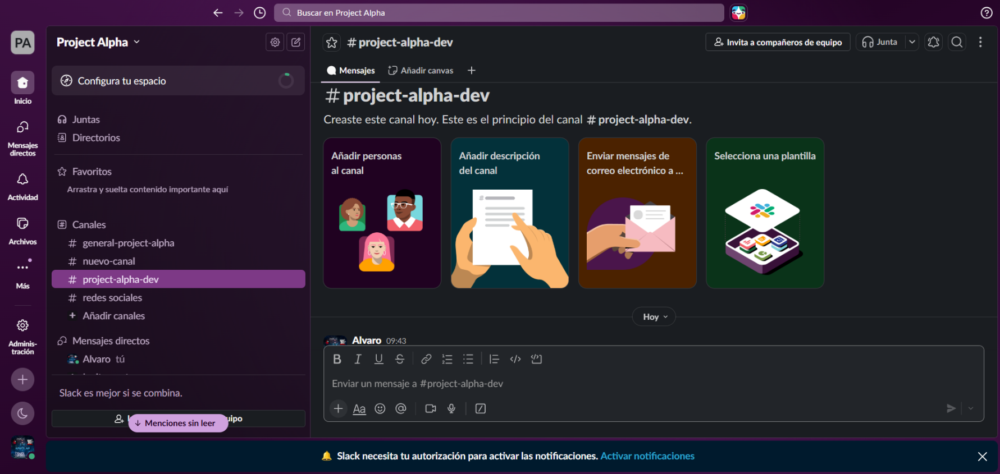 Buscar en Project Alpha
PA
Inicio
Mensajes
directos
Actividad
Archivos
Más
Adminis-
tración
Project Alpha
Configura tu espacio
Juntas
Directorios
Favoritos
Arrastra y suelta contenido importante aquí
Canales
# general-project-alpha
# nuevo-canal
# project-alpha-dev
# redes sociales
+ Añadir canales
Mensajes directos
Alvaro tú
Slack es mejor si se combina.
Menciones sin leer
# project-alpha-dev
Invita a compañeros de equipo
Junta
Mensajes
Añadir canvas
# project-alpha-dev
Creaste este canal hoy. Este es el principio del canal # project-alpha-dev.
Añadir personas
al canal
Añadir descripción
del canal
Enviar mensajes de
correo electrónico a ...
Selecciona una plantilla
Hoy
Alvaro 09:43
B I U S
Enviar un mensaje a #project-alpha-dev
Aa
Slack necesita tu autorización para activar las notificaciones. Activar notificaciones